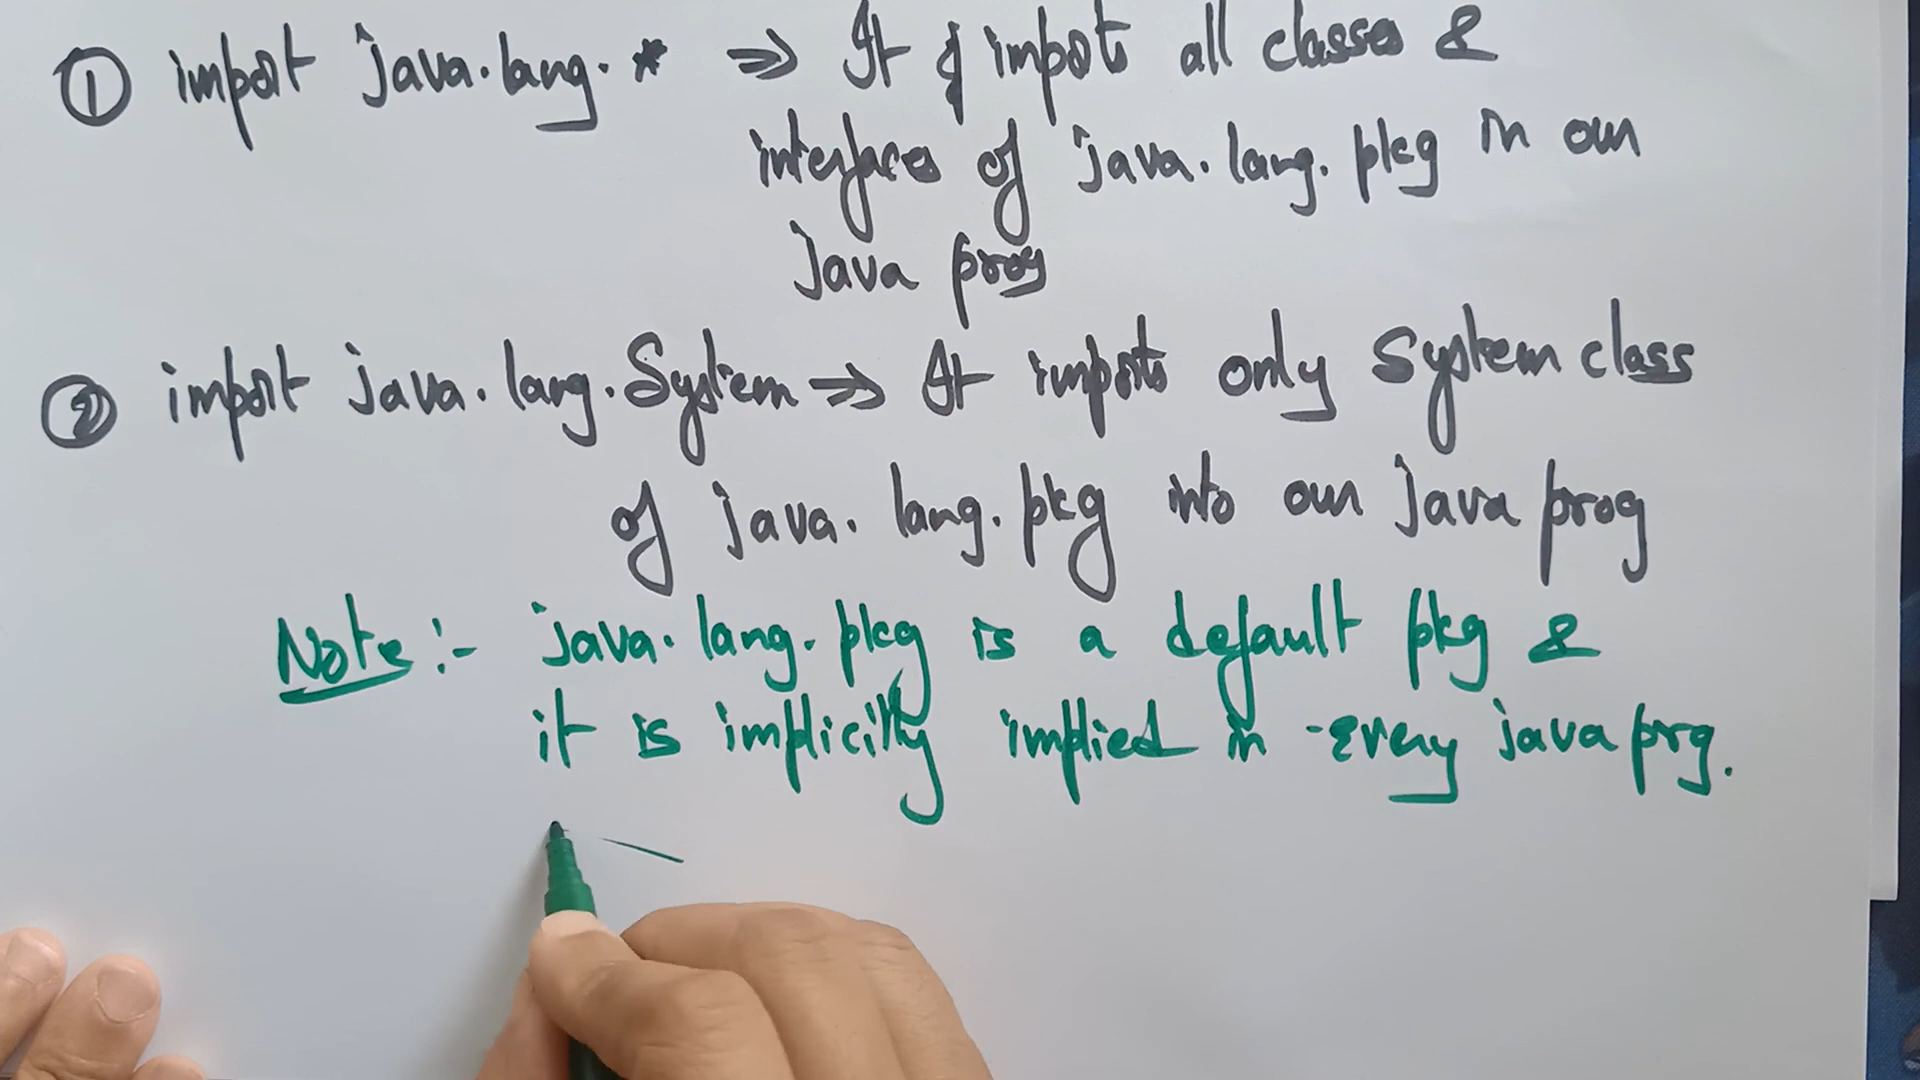 ① import java.lang.* ⇒ It imports all classes &
interfaces of java.lang.pkg in our
Java prog
② import java.lang.System ⇒ It imports only System class
of java.lang.pkg into our Java prog
Note:- java.lang.pkg is a default pkg &
it is implicitly implied in every java prg.